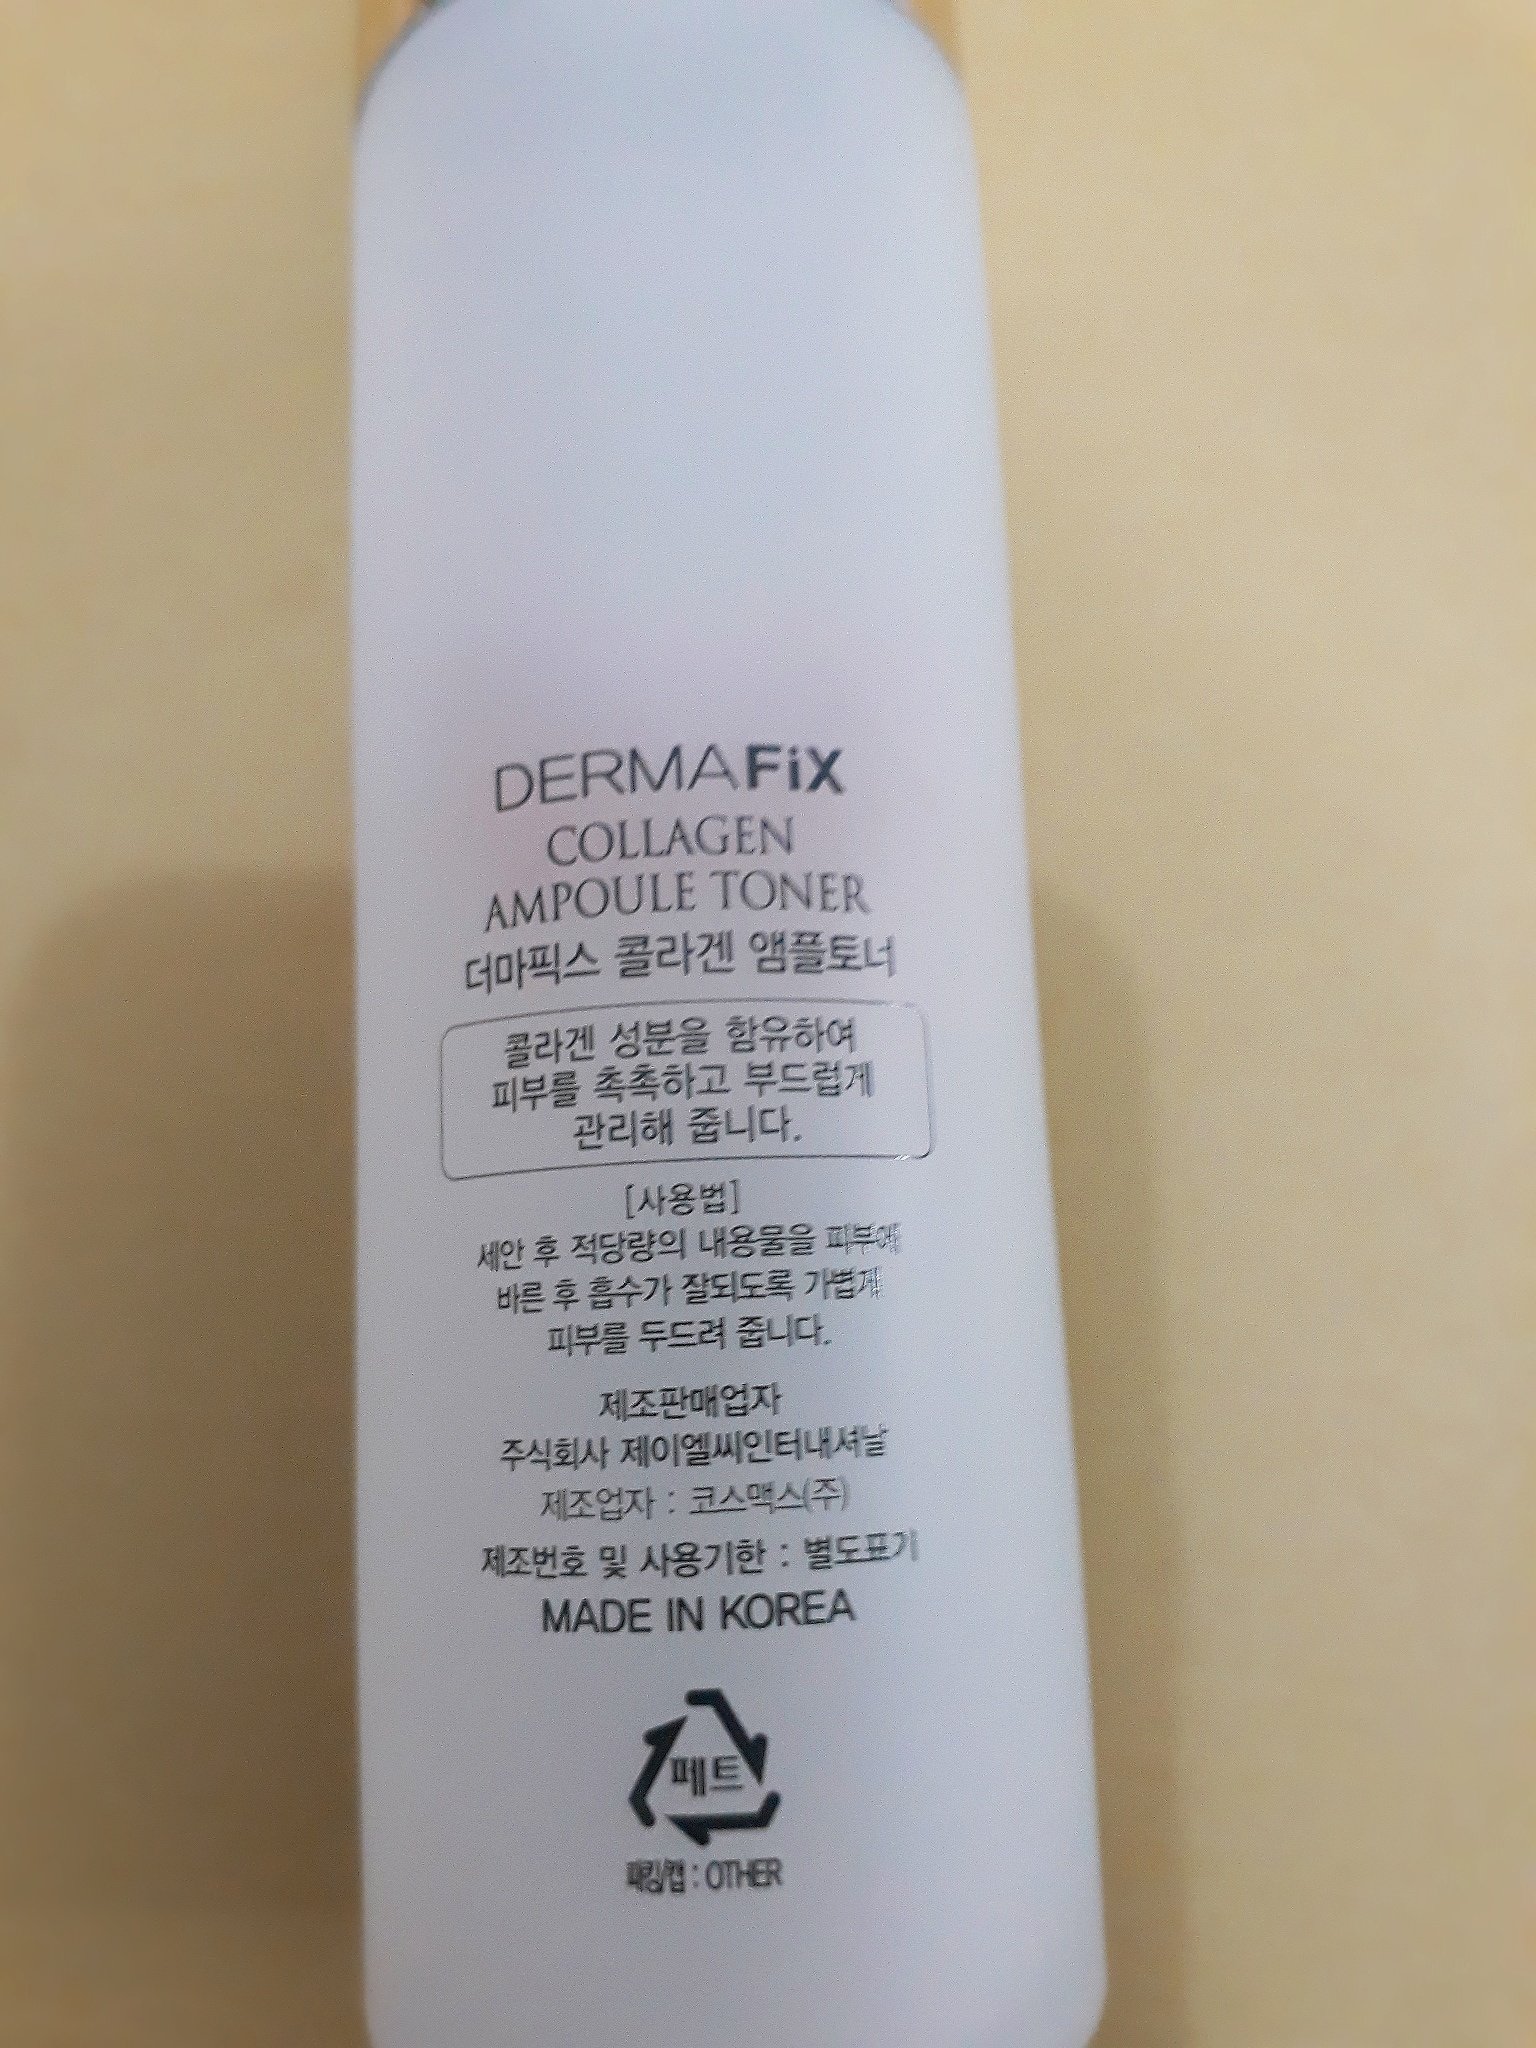 DERMAFiX
COLLAGEN
AMPOULE TONER
더마픽스 콜라겐 앰플토너
콜라겐 성분을 함유하여
피부를 촉촉하고 부드럽게
관리해 줍니다.
[사용법]
세안 후 적당량의 내용물을 피부에
바른 후 흡수가 잘되도록 가볍게
피부를 두드려 줍니다.
제조판매업자
주식회사 제이엘씨인터내셔날
제조업자 : 코스맥스(주)
제조번호 및 사용기한 : 별도표기
MADE IN KOREA
페트
패킹/캡 : OTHER